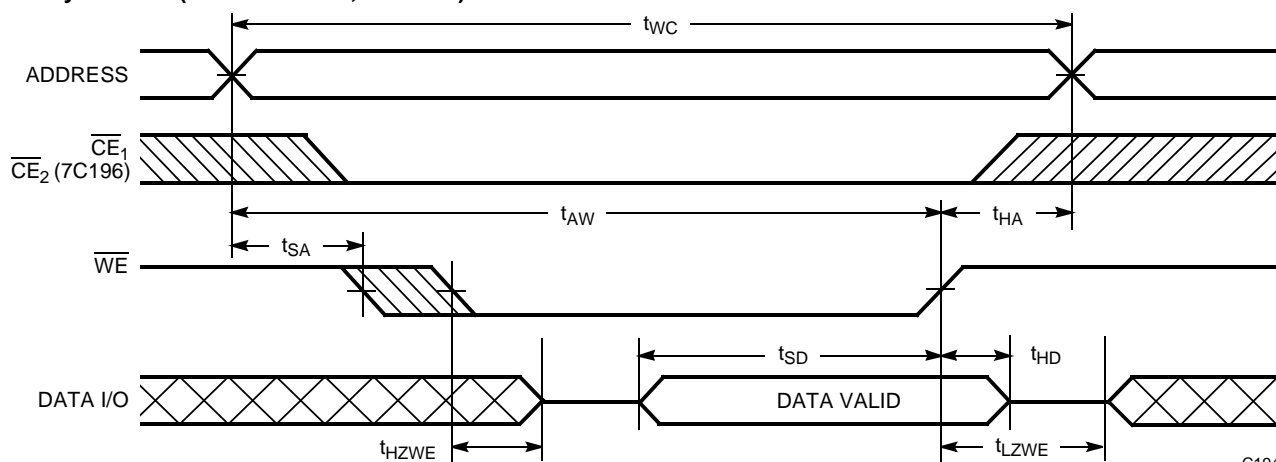 tWC
ADDRESS
CE1
CE2 (7C196)
tAW
tHA
tSA
WE
tSD
tHD
DATA I/O
DATA VALID
tHZWE
tLZWE